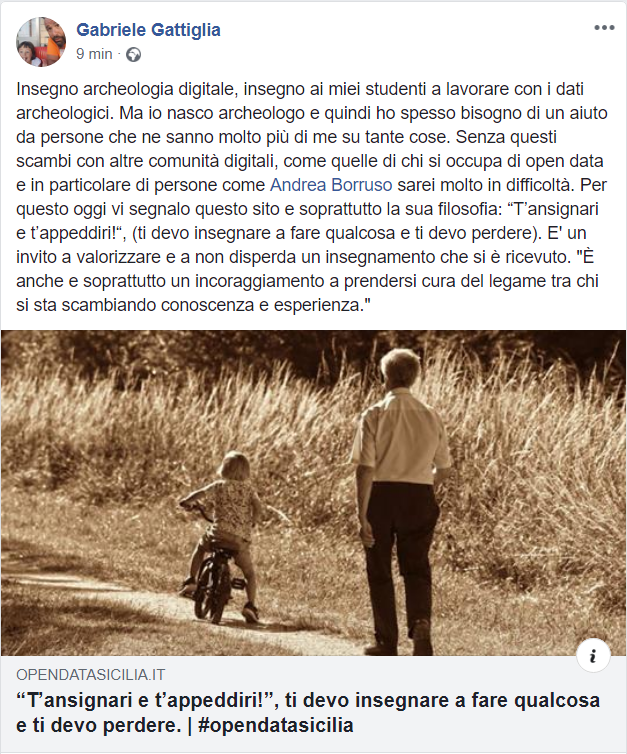 Gabriele Gattiglia
9 min ·
Insegno archeologia digitale, insegno ai miei studenti a lavorare con i dati
archeologici. Ma io nasco archeologo e quindi ho spesso bisogno di un aiuto
da persone che ne sanno molto più di me su tante cose. Senza questi
scambi con altre comunità digitali, come quelle di chi si occupa di open data
e in particolare di persone come Andrea Borruso sarei molto in difficoltà. Per
questo oggi vi segnalo questo sito e soprattutto la sua filosofia: “T’ansignari
e t’appeddiri!“, (ti devo insegnare a fare qualcosa e ti devo perdere). E' un
invito a valorizzare e a non disperda un insegnamento che si è ricevuto. "È
anche e soprattutto un incoraggiamento a prendersi cura del legame tra chi
si sta scambiando conoscenza e esperienza."
i
OPENDATASICILIA.IT
“T’ansignari e t’appeddiri!”, ti devo insegnare a fare qualcosa
e ti devo perdere. | #opendatasicilia